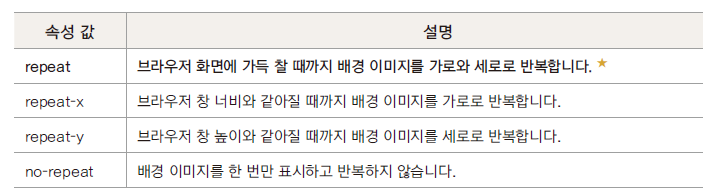 속성 값 설명
repeat 브라우저 화면에 가득 찰 때까지 배경 이미지를 가로와 세로로 반복합니다. ★
repeat-x 브라우저 창 너비와 같아질 때까지 배경 이미지를 가로로 반복합니다.
repeat-y 브라우저 창 높이와 같아질 때까지 배경 이미지를 세로로 반복합니다.
no-repeat 배경 이미지를 한 번만 표시하고 반복하지 않습니다.